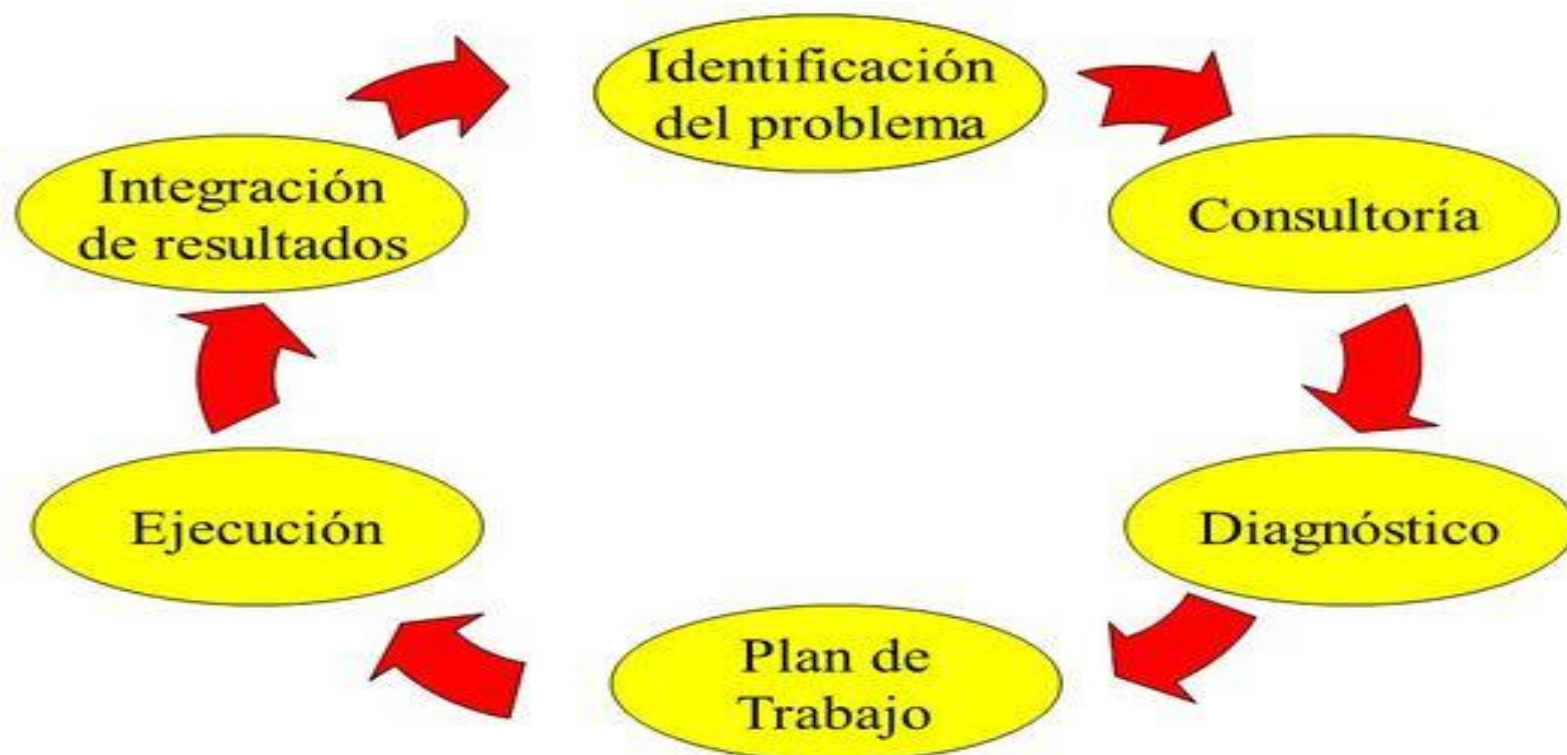 Identificación
del problema
Consultoría
Diagnóstico
Plan de
Trabajo
Ejecución
Integración
de resultados